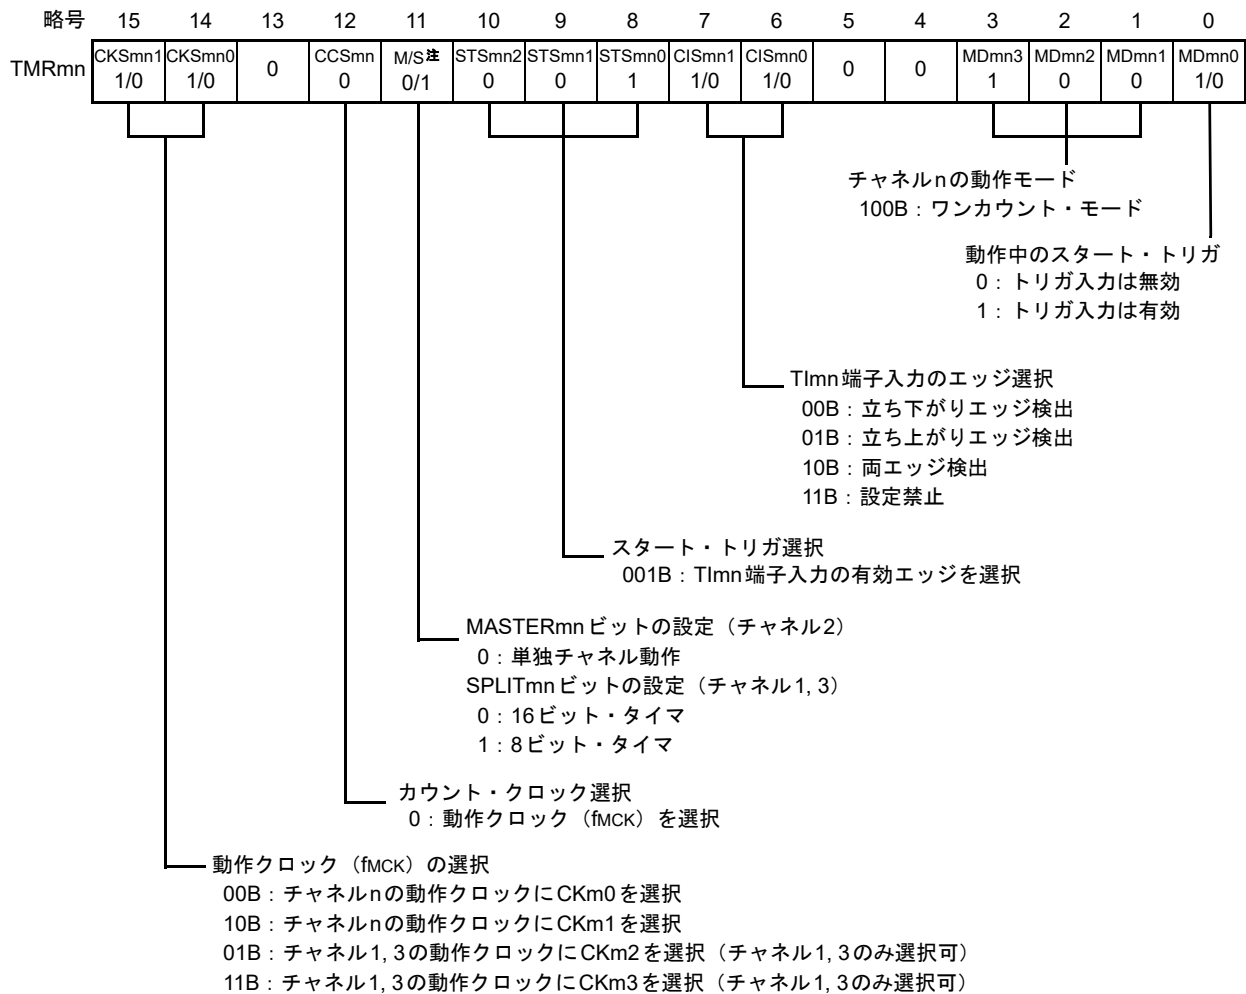 略号 15 14 13 12 11 10 9 8 7 6 5 4 3 2 1 0
TMRmn CKSmn1 CKSmn0 0 CCSmn M/S注 STSmn2 STSmn1 STSmn0 CISmn1 CISmn0 0 0 MDmn3 MDmn2 MDmn1 MDmn0
1/0 1/0 0 0/1 0 0 1 1/0 1/0 1 0 0 1/0
チャネルnの動作モード
100B：ワンカウント・モード
動作中のスタート・トリガ
0：トリガ入力は無効
1：トリガ入力は有効
TImn端子入力のエッジ選択
00B：立ち下がりエッジ検出
01B：立ち上がりエッジ検出
10B：両エッジ検出
11B：設定禁止
スタート・トリガ選択
001B：TImn端子入力の有効エッジを選択
MASTERmnビットの設定（チャネル2）
0：単独チャネル動作
SPLITmnビットの設定（チャネル1, 3）
0：16ビット・タイマ
1：8ビット・タイマ
カウント・クロック選択
0：動作クロック（fMCK）を選択
動作クロック（fMCK）の選択
00B：チャネルnの動作クロックにCKm0を選択
10B：チャネルnの動作クロックにCKm1を選択
01B：チャネル1, 3の動作クロックにCKm2を選択（チャネル1, 3のみ選択可）
11B：チャネル1, 3の動作クロックにCKm3を選択（チャネル1, 3のみ選択可）